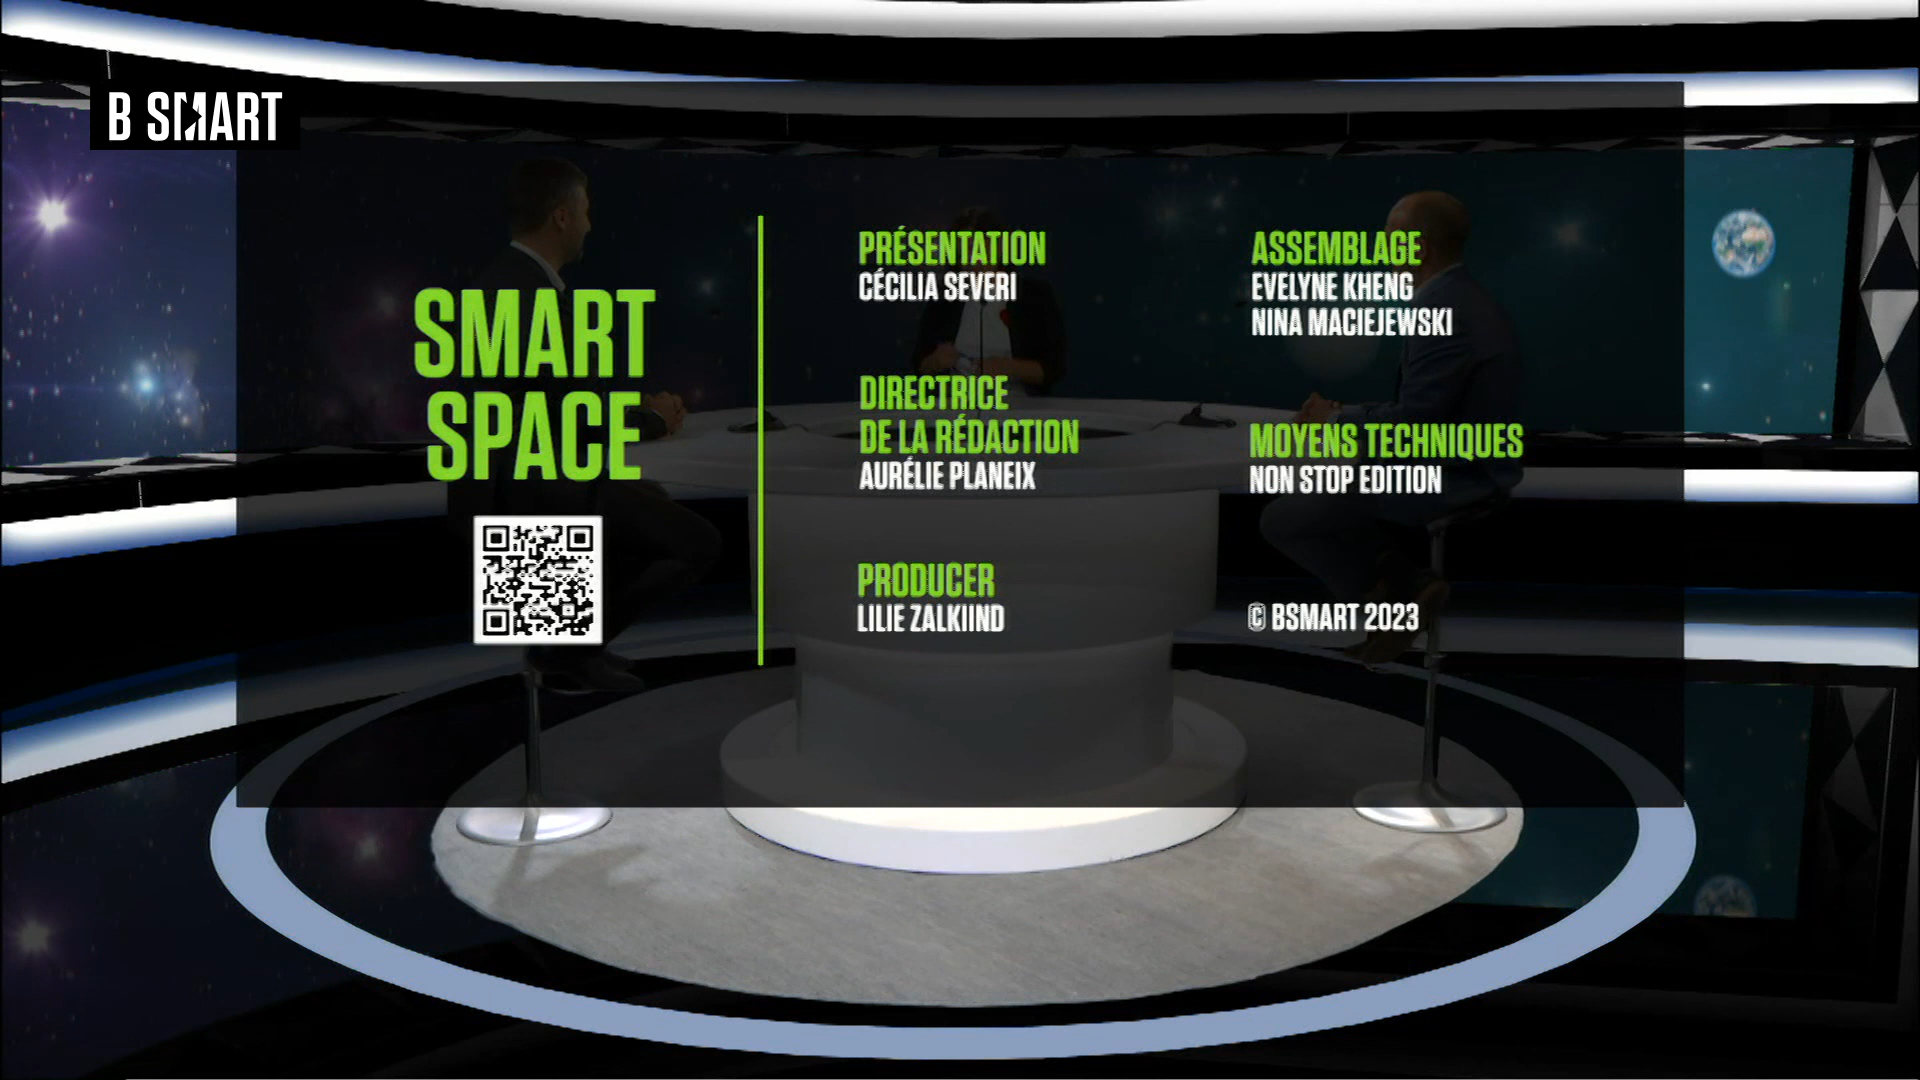 B SMART
SMART
SPACE
PRÉSENTATION
CÉCILIA SEVERI
DIRECTRICE
DE LA RÉDACTION
AURÉLIE PLANEIX
PRODUCER
LILIE ZALKIIND
ASSEMBLAGE
EVELYNE KHENG
NINA MACIEJEWSKI
MOYENS TECHNIQUES
NON STOP EDITION
© BSMART 2023